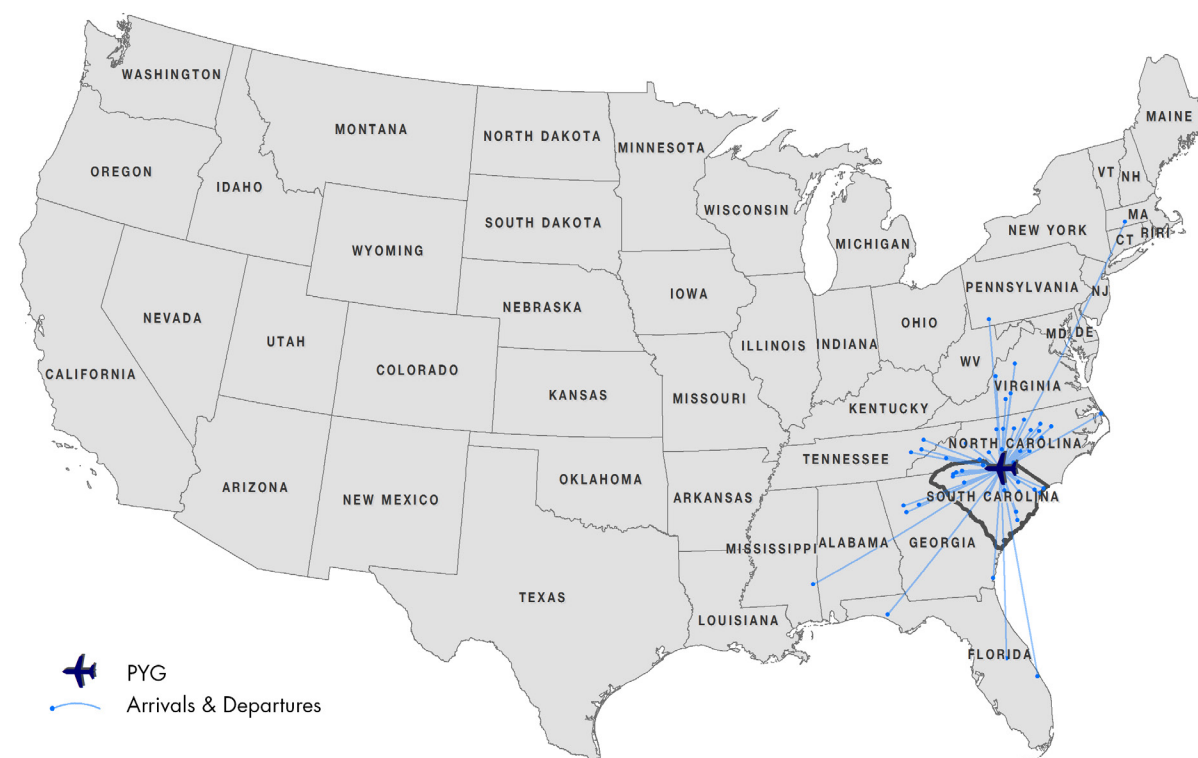 WASHINGTON
MONTANA
NORTH DAKOTA
MINNESOTA
MAINE
OREGON
IDAHO
VT
NH
WISCONSIN
SOUTH DAKOTA
MA
NEW YORK
RIRI
CT
MICHIGAN
WYOMING
PENNSYLVANIA
NJ
IOWA
NEBRASKA
NEVADA
OHIO
MD
DE
UTAH
ILLINOIS
INDIANA
WV
COLORADO
CALIFORNIA
VIRGINIA
KANSAS
MISSOURI
KENTUCKY
NORTH CAROLINA
TENNESSEE
OKLAHOMA
ARIZONA
NEW MEXICO
ARKANSAS
SOUTH CAROLINA
MISSISSIPPI
ALABAMA
GEORGIA
TEXAS
LOUISIANA
FLORIDA
PYG
Arrivals & Departures